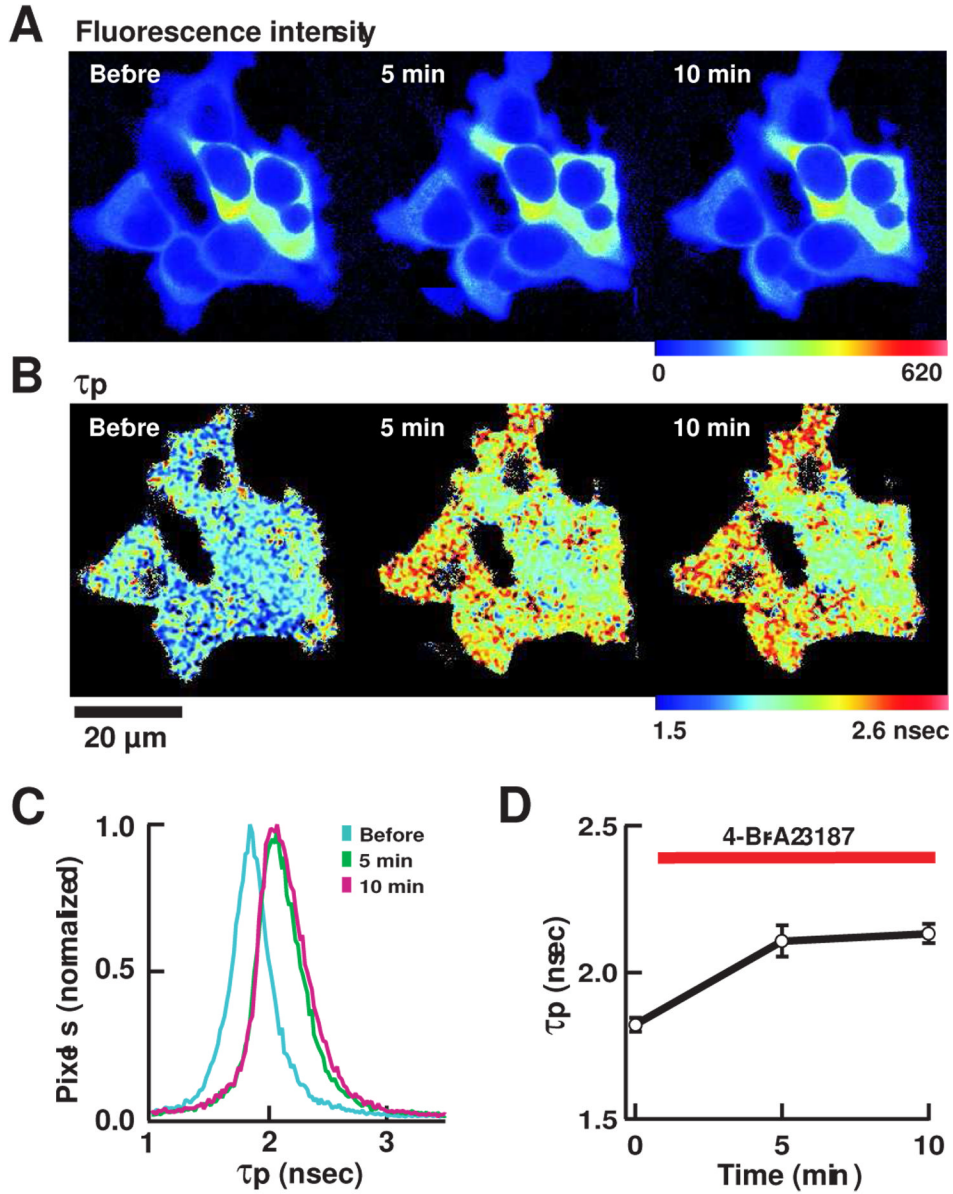 A
Fluorescence intensity
Before 5 min 10 min
0 620
B
τp
Before 5 min 10 min
20 μm
1.5 2.6 nsec
C
1.0
0.5
0.0
Pixels (normalized)
Before
5 min
10 min
1 2 3
τp (nsec)
D
2.5
2.0
1.5
τp (nsec)
4-Br-A23187
0 5 10
Time (min)